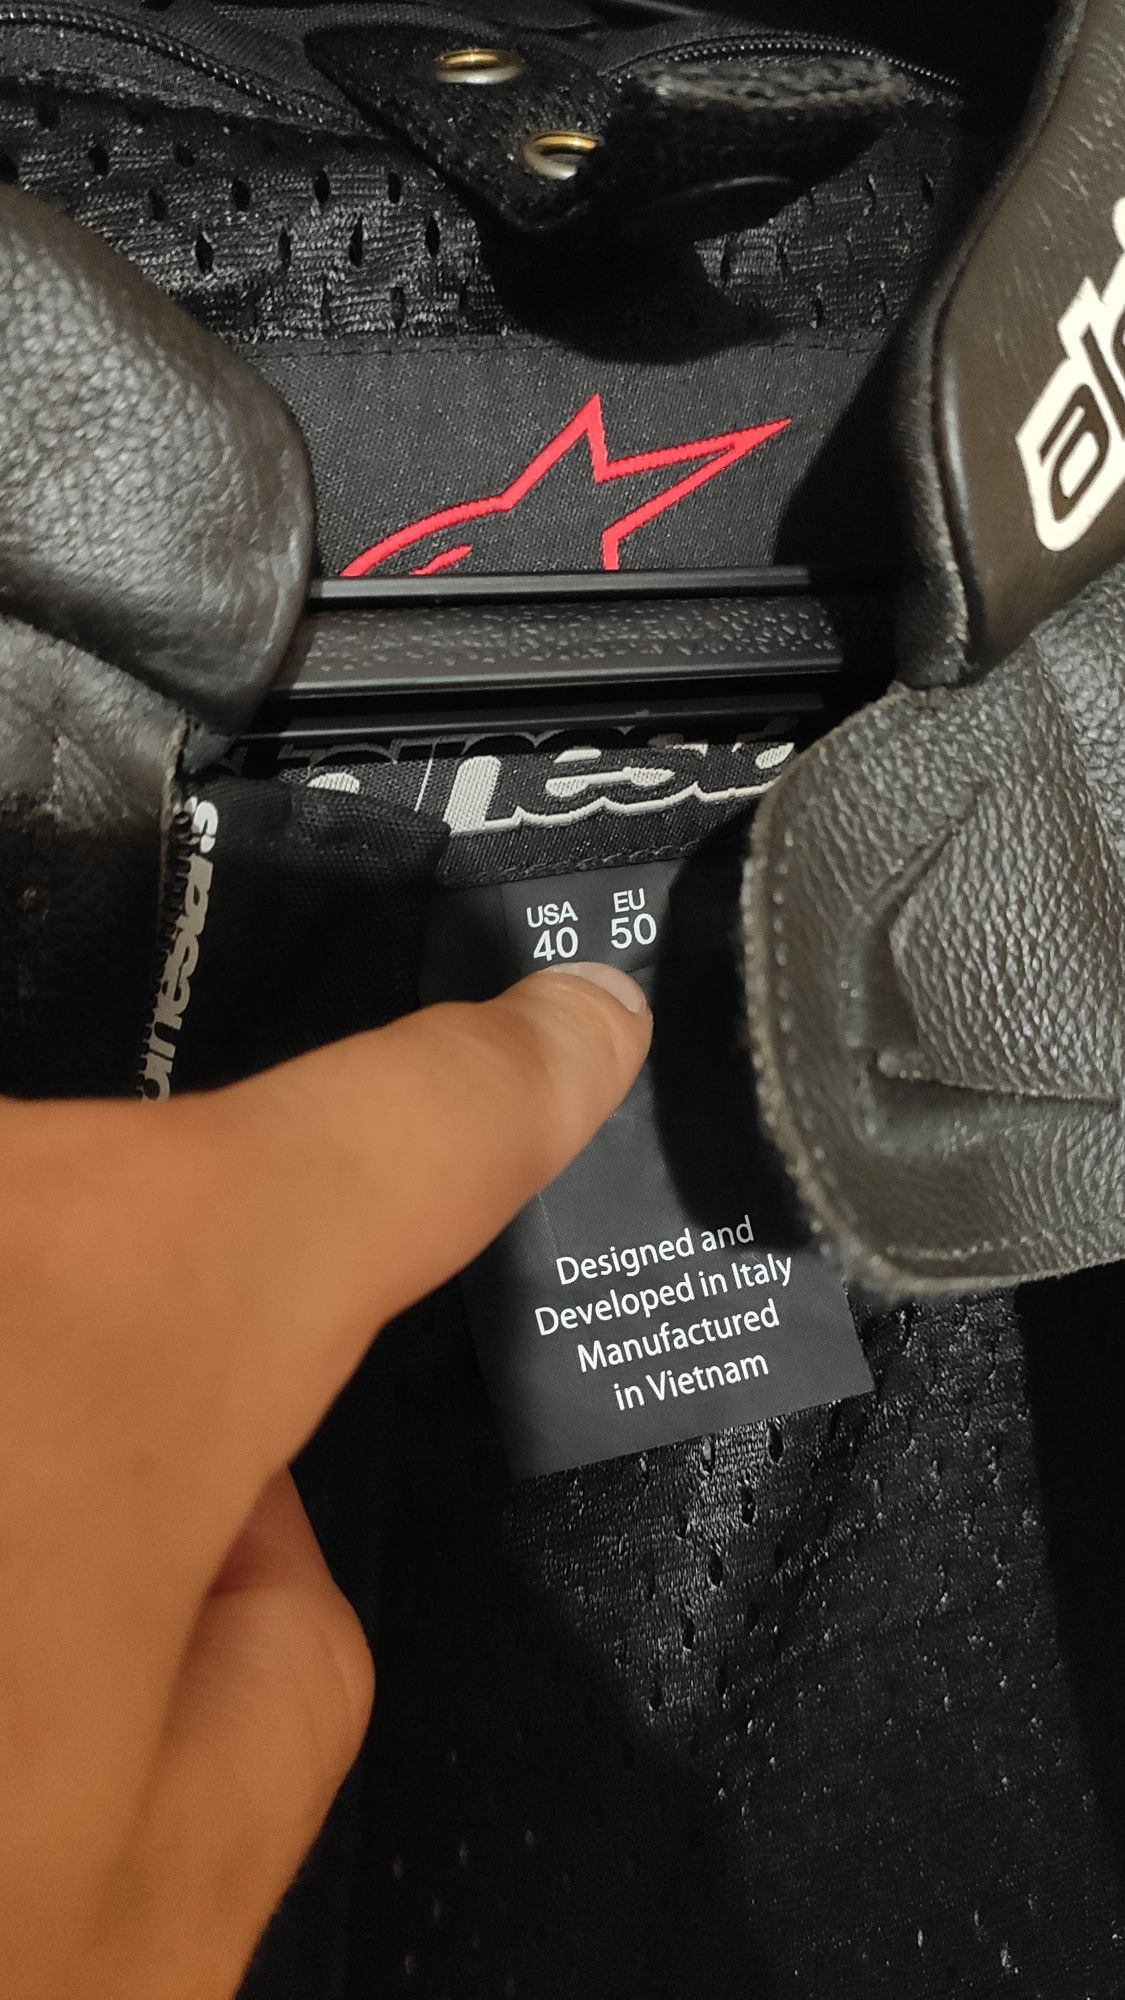 USA EU
40 50
Designed and
Developed in Italy
Manufactured
in Vietnam